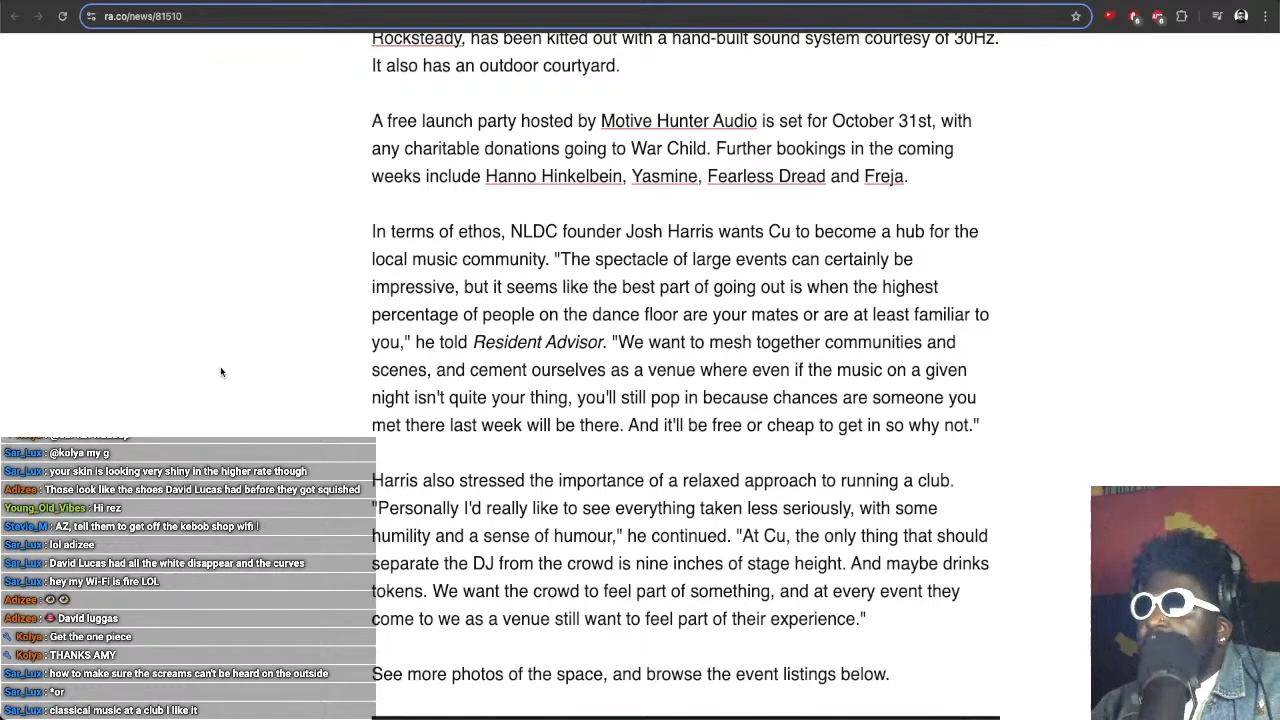 ra.co/news/81510
Rocksteady, has been kitted out with a hand-built sound system courtesy of 30Hz.
It also has an outdoor courtyard.
A free launch party hosted by Motive Hunter Audio is set for October 31st, with
any charitable donations going to War Child. Further bookings in the coming
weeks include Hanno Hinkelbein, Yasmine, Fearless Dread and Freja.
In terms of ethos, NLDC founder Josh Harris wants Cu to become a hub for the
local music community. "The spectacle of large events can certainly be
impressive, but it seems like the best part of going out is when the highest
percentage of people on the dance floor are your mates or are at least familiar to
you," he told Resident Advisor. "We want to mesh together communities and
scenes, and cement ourselves as a venue where even if the music on a given
night isn't quite your thing, you'll still pop in because chances are someone you
met there last week will be there. And it'll be free or cheap to get in so why not."
Harris also stressed the importance of a relaxed approach to running a club.
"Personally I'd really like to see everything taken less seriously, with some
humility and a sense of humour," he continued. "At Cu, the only thing that should
separate the DJ from the crowd is nine inches of stage height. And maybe drinks
tokens. We want the crowd to feel part of something, and at every event they
come to we as a venue still want to feel part of their experience."
See more photos of the space, and browse the event listings below.
Sar_Lux: @kolya my g
Sar_Lux: your skin is looking very shiny in the higher rate though
Adizee: Those look like the shoes David Lucas had before they got squished
Young_Old_Vibes: Hi rez
Stevie_M: AZ, tell them to get off the kebob shop wifi !
Sar_Lux: lol adizee
Sar_Lux: David Lucas had all the white disappear and the curves
Sar_Lux: hey my Wi-Fi is fire LOL
Adizee:
Adizee: David luggas
Kolya: Get the one piece
Kolya: THANKS AMY
Sar_Lux: how to make sure the screams can't be heard on the outside
Sar_Lux: *or
Sar_Lux: classical music at a club I like it